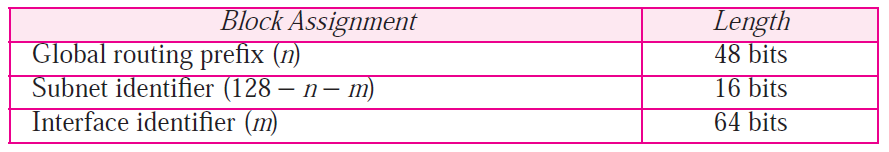 Block Assignment Length
Global routing prefix (n) 48 bits
Subnet identifier (128 – n – m) 16 bits
Interface identifier (m) 64 bits